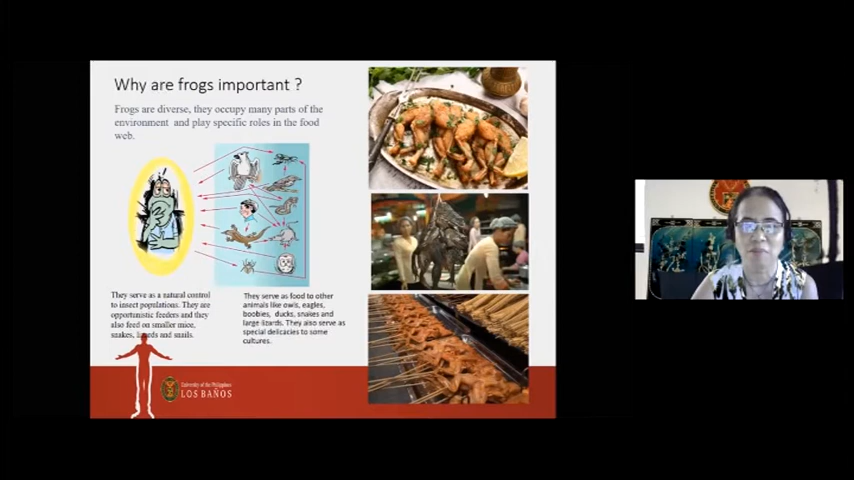 Why are frogs important ?
Frogs are diverse, they occupy many parts of the
environment and play specific roles in the food
web.
They serve as a natural control
to insect populations. They are
opportunistic feeders and they
also feed on smaller mice,
snakes, lizards and snails.
They serve as food to other
animals like owls, eagles,
boobies, ducks, snakes and
large lizards. They also serve as
special delicacies to some
cultures.
University of the Philippines
LOS BAÑOS